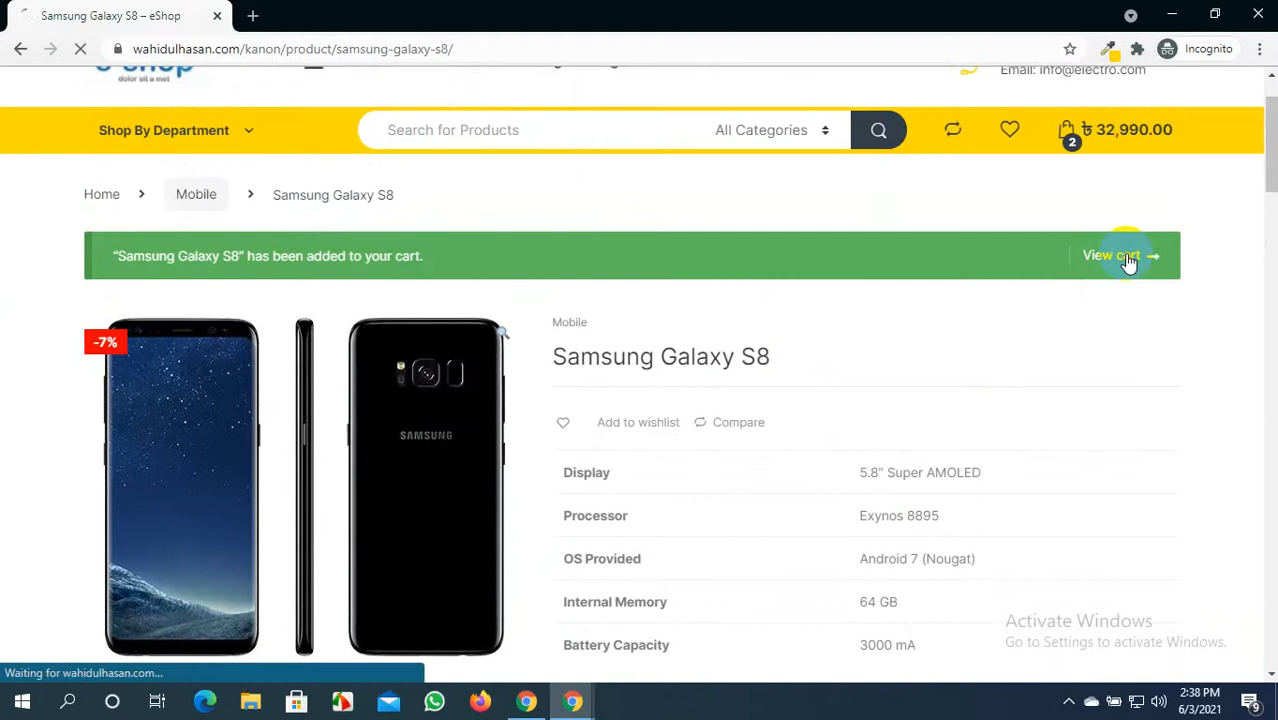 Samsung Galaxy S8 – eShop
wahidulhasan.com/kanon/product/samsung-galaxy-s8/
Incognito
dolor sit a met
Email: info@electro.com
Shop By Department
Search for Products
All Categories
৳ 32,990.00
2
Home
Mobile
Samsung Galaxy S8
“Samsung Galaxy S8” has been added to your cart.
View cart →
-7%
SAMSUNG
Mobile
Samsung Galaxy S8
Add to wishlist
Compare
Display 5.8” Super AMOLED
Processor Exynos 8895
OS Provided Android 7 (Nougat)
Internal Memory 64 GB
Battery Capacity 3000 mA
Activate Windows
Go to Settings to activate Windows.
Waiting for wahidulhasan.com...
2:38 PM
6/3/2021
9